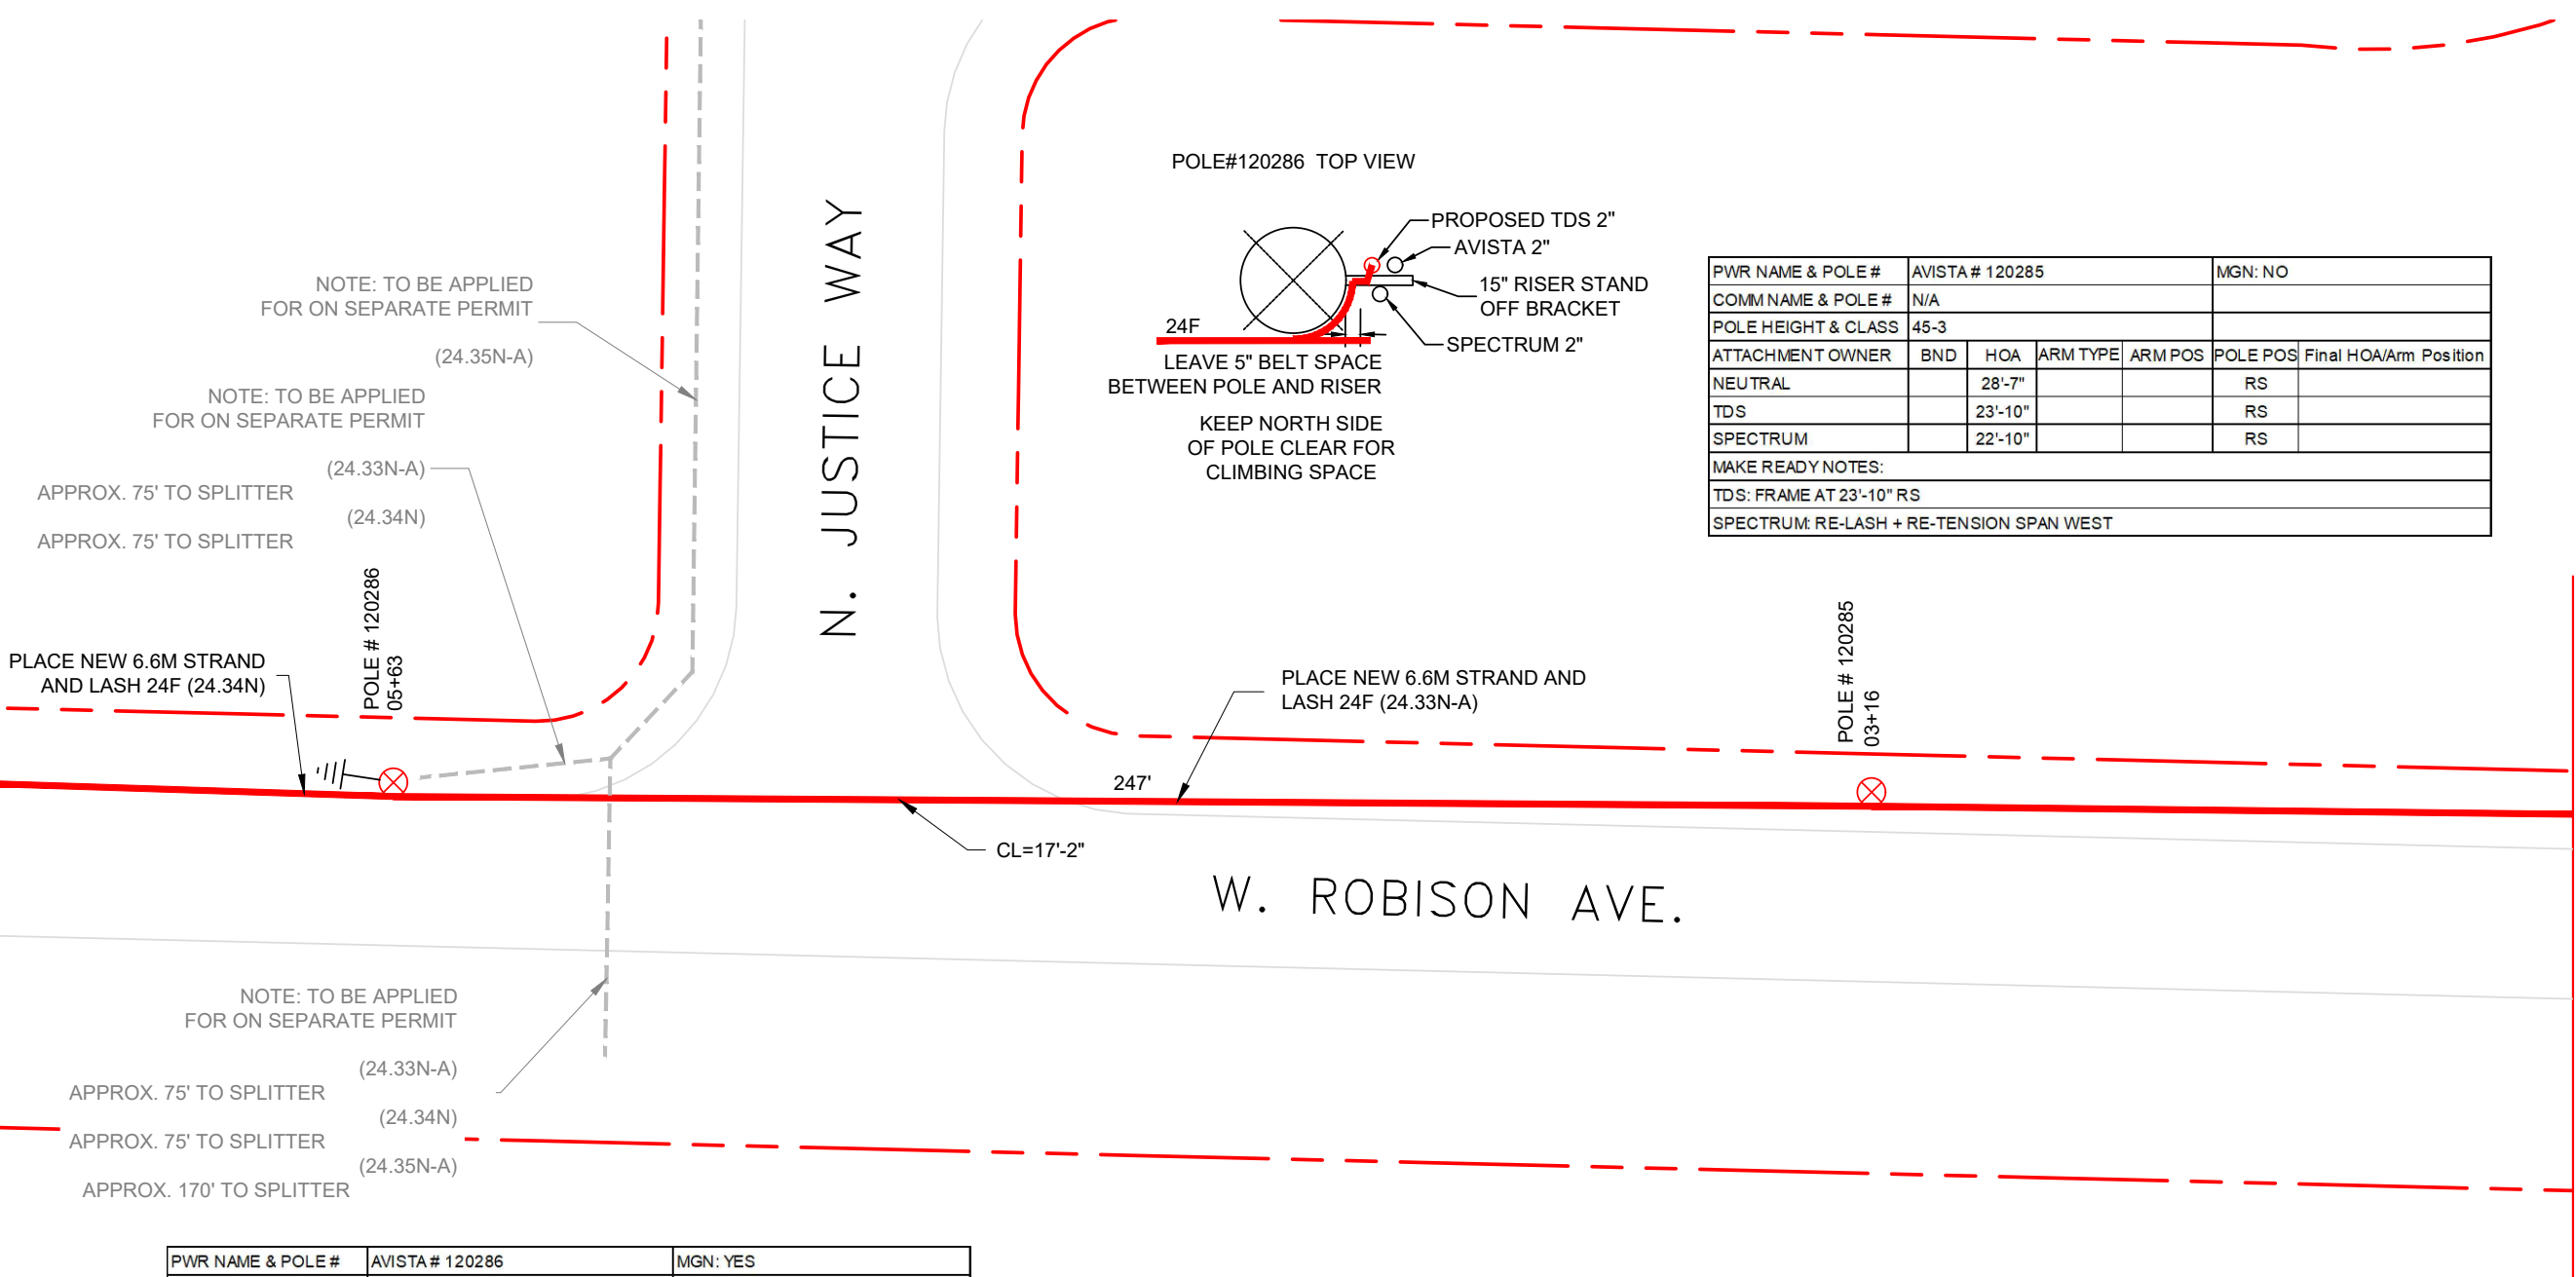 NOTE: TO BE APPLIED
FOR ON SEPARATE PERMIT
(24.35N-A)
NOTE: TO BE APPLIED
FOR ON SEPARATE PERMIT
(24.33N-A)
APPROX. 75' TO SPLITTER
(24.34N)
APPROX. 75' TO SPLITTER
POLE # 120286
05+63
PLACE NEW 6.6M STRAND
AND LASH 24F (24.34N)
N. JUSTICE WAY
POLE#120286 TOP VIEW
PROPOSED TDS 2"
AVISTA 2"
15" RISER STAND
OFF BRACKET
SPECTRUM 2"
24F
LEAVE 5" BELT SPACE
BETWEEN POLE AND RISER
KEEP NORTH SIDE
OF POLE CLEAR FOR
CLIMBING SPACE
PWR NAME & POLE # AVISTA # 120285 MGN: NO
COMM NAME & POLE # N/A
POLE HEIGHT & CLASS 45-3
ATTACHMENT OWNER BND HOA ARM TYPE ARM POS POLE POS Final HOA/Arm Position
NEUTRAL 28'-7" RS
TDS 23'-10" RS
SPECTRUM 22'-10" RS
MAKE READY NOTES:
TDS: FRAME AT 23'-10" RS
SPECTRUM: RE-LASH + RE-TENSION SPAN WEST
PLACE NEW 6.6M STRAND AND
LASH 24F (24.33N-A)
POLE # 120285
03+16
247'
CL=17'-2"
W. ROBISON AVE.
NOTE: TO BE APPLIED
FOR ON SEPARATE PERMIT
(24.33N-A)
APPROX. 75' TO SPLITTER
(24.34N)
APPROX. 75' TO SPLITTER
(24.35N-A)
APPROX. 170' TO SPLITTER
PWR NAME & POLE # AVISTA # 120286 MGN: YES